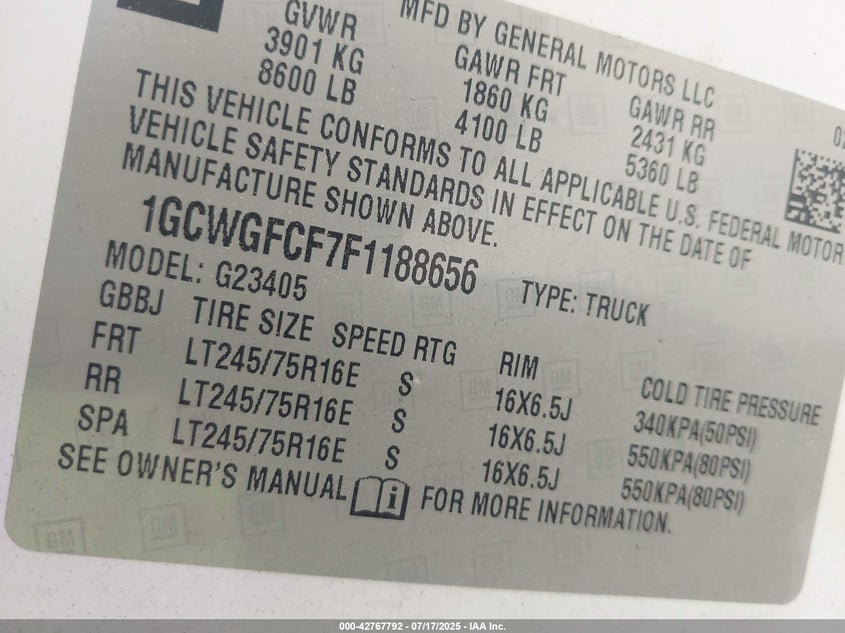 MFD BY GENERAL MOTORS LLC
GVWR GAWR FRT GAWR RR
3901 KG 1860 KG 2431 KG
8600 LB 4100 LB 5360 LB
THIS VEHICLE CONFORMS TO ALL APPLICABLE U.S. FEDERAL MOTOR
VEHICLE SAFETY STANDARDS IN EFFECT ON THE DATE OF
MANUFACTURE SHOWN ABOVE.
1GCWGFCF7F1188656 TYPE: TRUCK
MODEL: G23405
GBBJ TIRE SIZE SPEED RTG RIM COLD TIRE PRESSURE
FRT LT245/75R16E S 16X6.5J 340KPA(50PSI)
RR LT245/75R16E S 16X6.5J 550KPA(80PSI)
SPA LT245/75R16E S 16X6.5J 550KPA(80PSI)
SEE OWNER'S MANUAL FOR MORE INFORMATION.
000-42767792 - 07/17/2025 - IAA Inc.